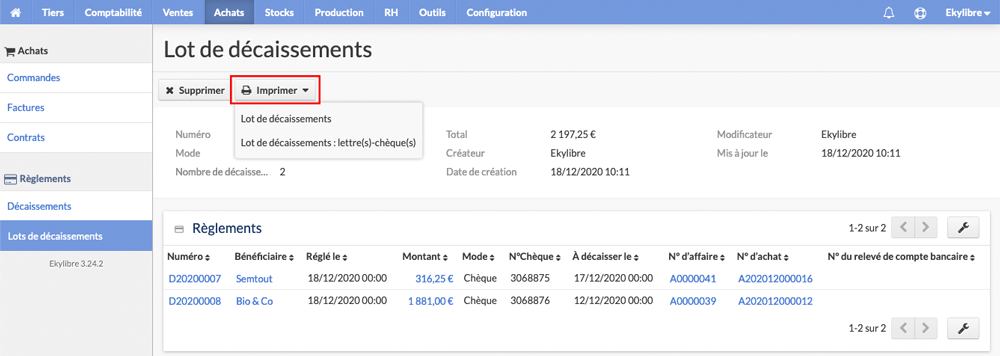 Tiers Comptabilité Ventes Achats Stocks Production RH Outils Configuration Ekylibre
Achats
Commandes
Factures
Contrats
Règlements
Décaissements
Lots de décaissements
Ekylibre 3.24.2
Lot de décaissements
Supprimer Imprimer
Lot de décaissements
Lot de décaissements : lettre(s)-chèque(s)
Numéro Total 2 197,25 € Modificateur Ekylibre
Mode Créateur Ekylibre Mis à jour le 18/12/2020 10:11
Nombre de décaisse... 2 Date de création 18/12/2020 10:11
Règlements 1-2 sur 2
Numéro Bénéficiaire Réglé le Montant Mode N°Chèque À décaisser le N° d'affaire N° d'achat N° du relevé de compte bancaire
D20200007 Semtout 18/12/2020 00:00 316,25 € Chèque 3068875 17/12/2020 00:00 A0000041 A202012000016
D20200008 Bio & Co 18/12/2020 00:00 1 881,00 € Chèque 3068876 12/12/2020 00:00 A0000039 A202012000012
1-2 sur 2